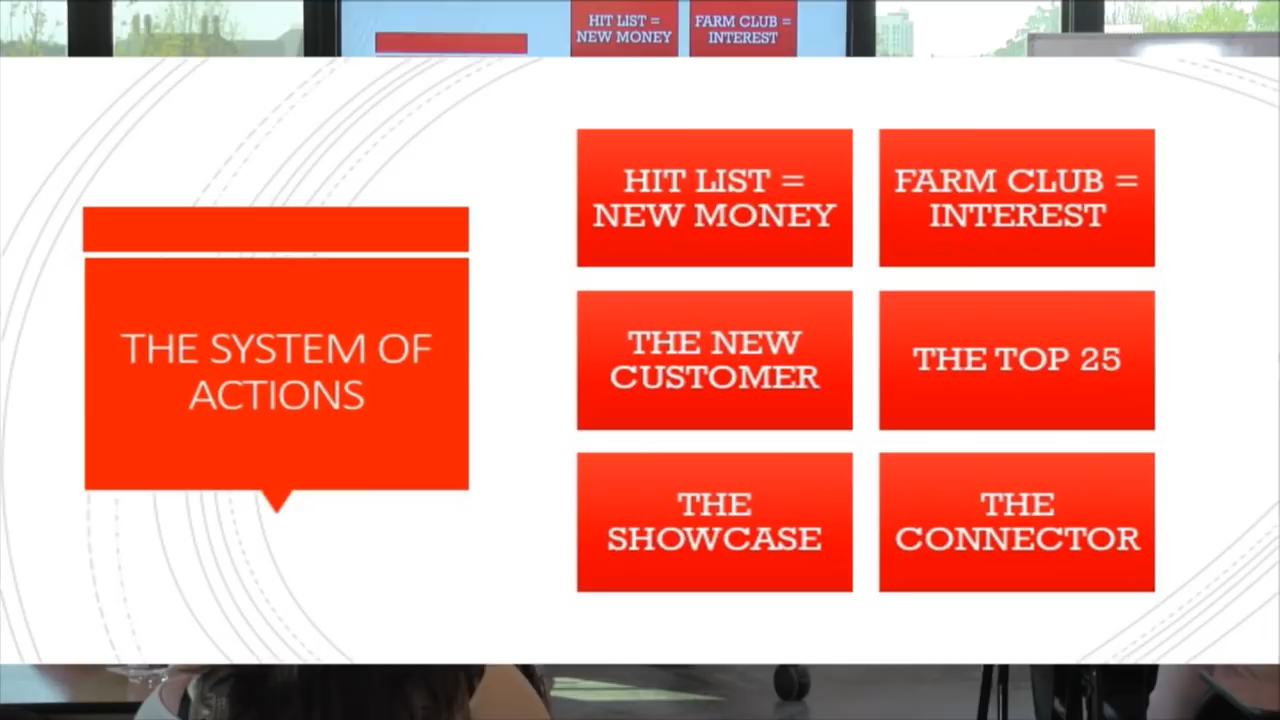 HIT LIST =
NEW MONEY
FARM CLUB =
INTEREST
THE SYSTEM OF
ACTIONS
HIT LIST =
NEW MONEY
FARM CLUB =
INTEREST
THE NEW
CUSTOMER
THE TOP 25
THE
SHOWCASE
THE
CONNECTOR